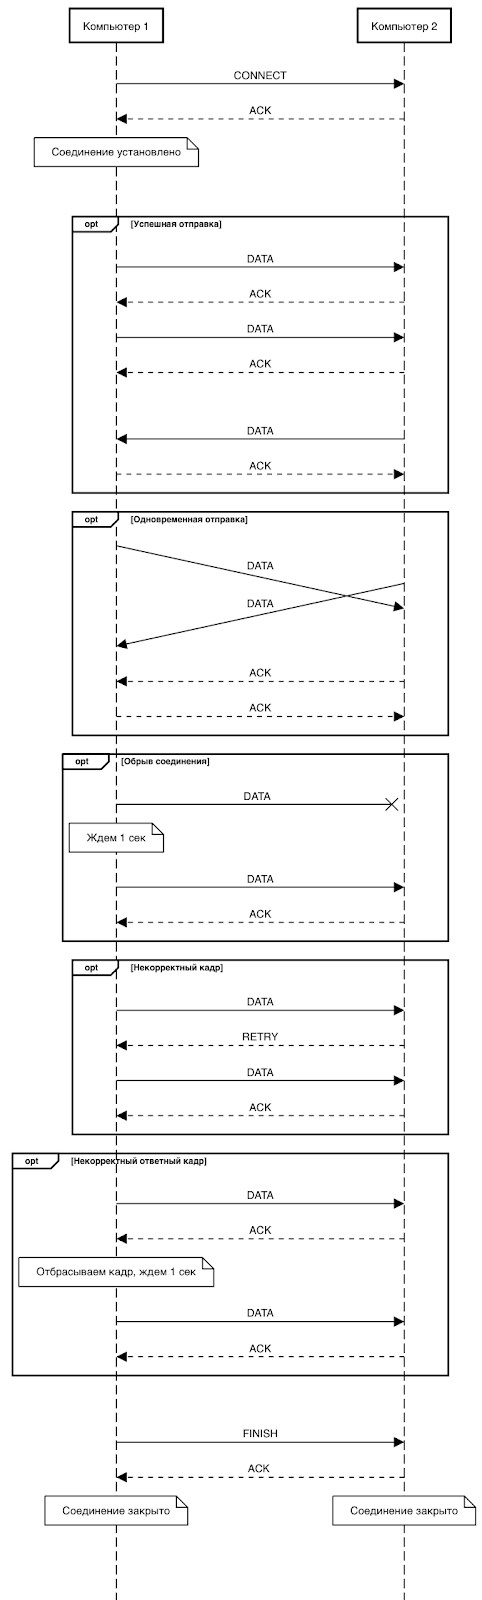 Компьютер 1
Компьютер 2
CONNECT
ACK
Соединение установлено
opt
[Успешная отправка]
DATA
ACK
DATA
ACK
DATA
ACK
opt
[Одновременная отправка]
DATA
DATA
ACK
ACK
opt
[Обрыв соединения]
DATA
Ждем 1 сек
DATA
ACK
opt
[Некорректный кадр]
DATA
RETRY
DATA
ACK
opt
[Некорректный ответный кадр]
DATA
ACK
Отбрасываем кадр, ждем 1 сек
DATA
ACK
FINISH
ACK
Соединение закрыто
Соединение закрыто